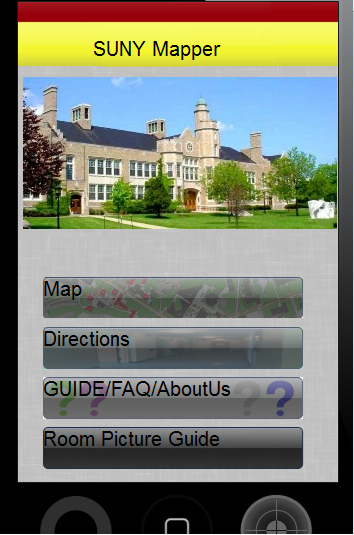 SUNY Mapper
Map
Directions
GUIDE/FAQ/AboutUs
Room Picture Guide